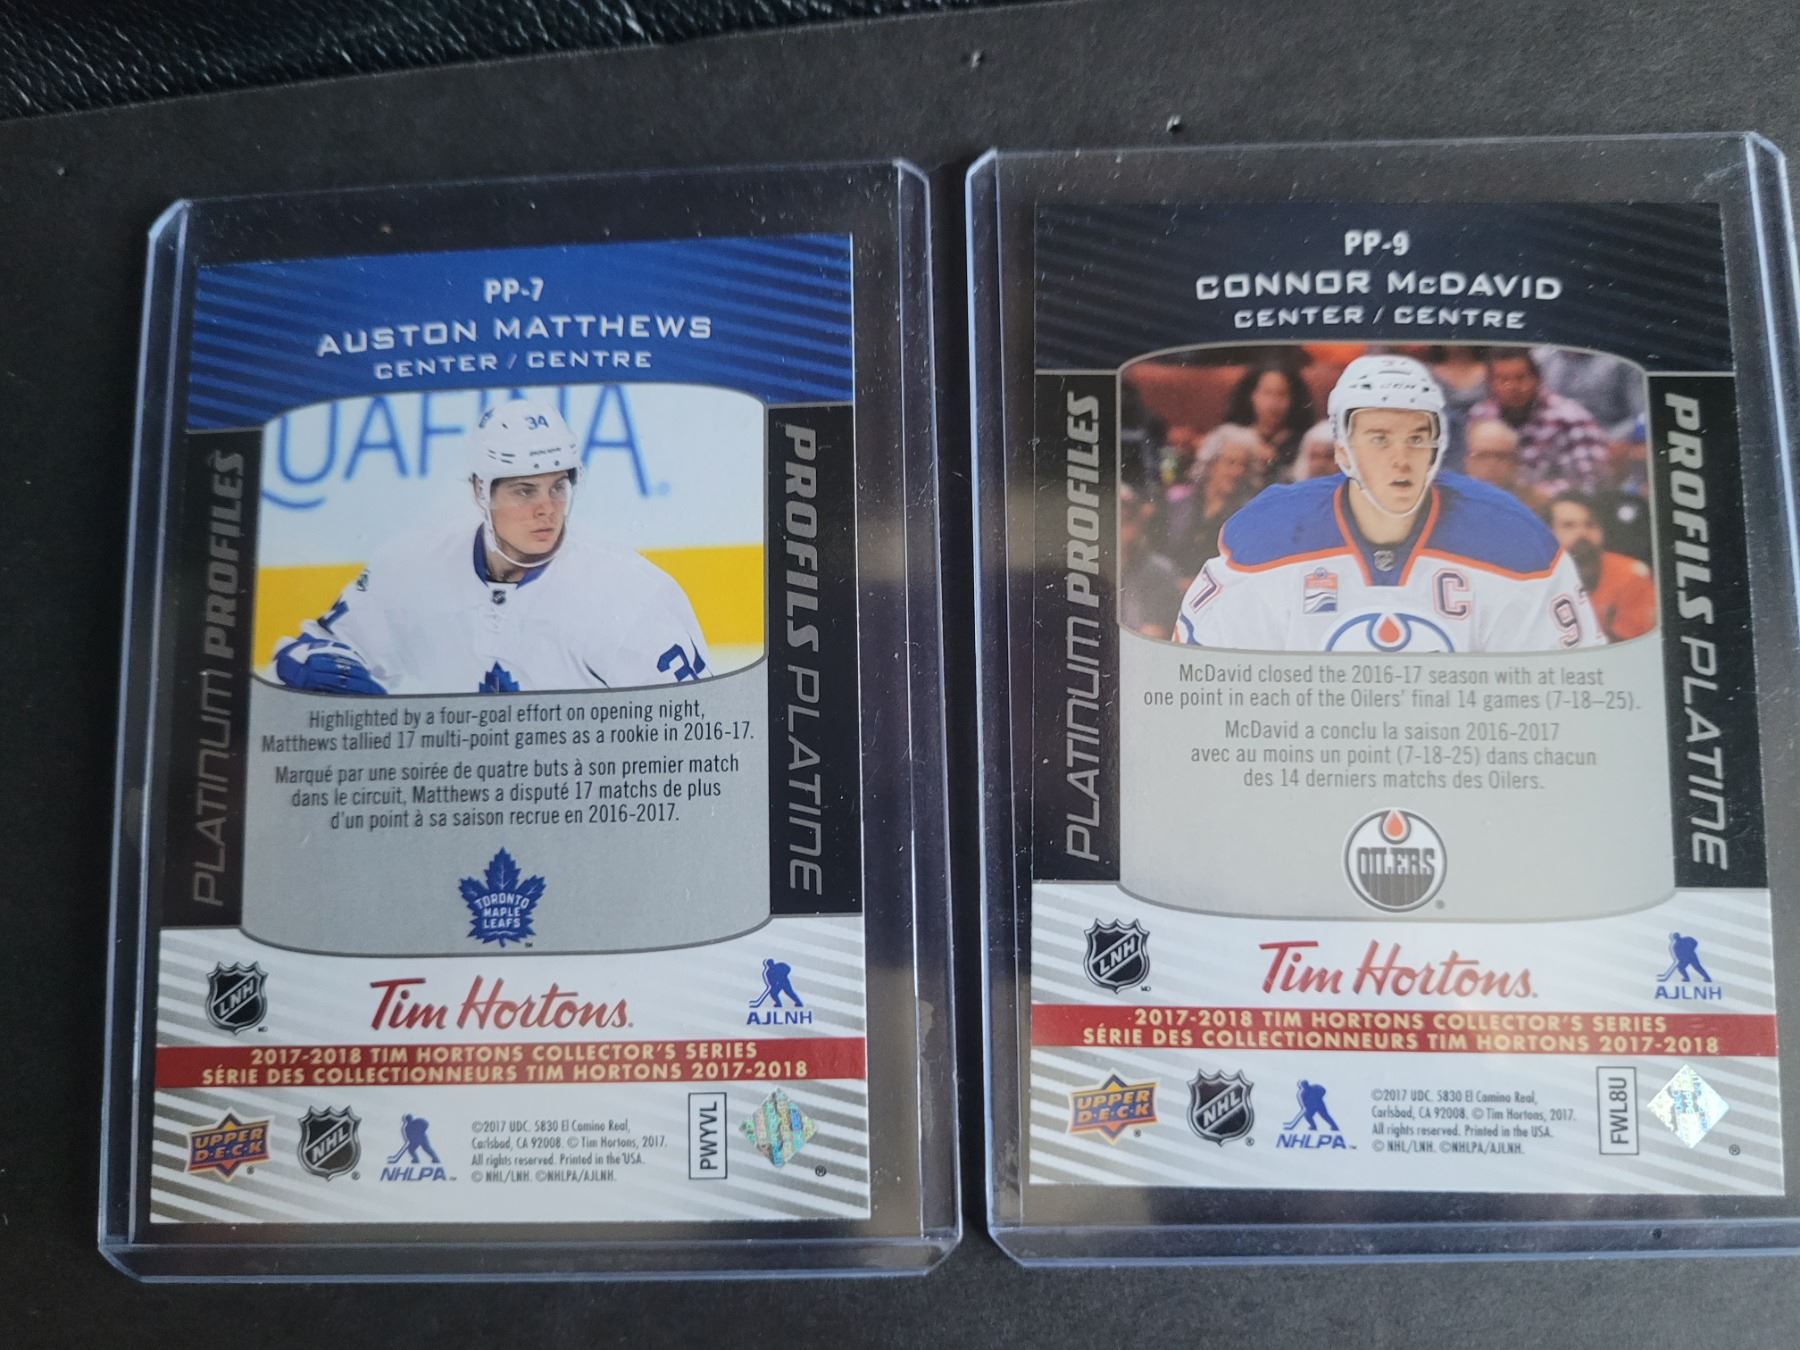 PP-7
AUSTON MATTHEWS
CENTER / CENTRE
PLATINUM PROFILES
PROFILS PLATINE
34
Highlighted by a four-goal effort on opening night,
Matthews tallied 17 multi-point games as a rookie in 2016-17.
Marqué par une soirée de quatre buts à son premier match
dans le circuit, Matthews a disputé 17 matchs de plus
d'un point à sa saison recrue en 2016-2017.
TORONTO
MAPLE
LEAFS
LNH
Tim Hortons.
AJLNH
2017-2018 TIM HORTONS COLLECTOR'S SERIES
SÉRIE DES COLLECTIONNEURS TIM HORTONS 2017-2018
UPPER
D·E·C·K
NHL
NHLPA
©2017 UDC. 5830 El Camino Real,
Carlsbad, CA 92008. © Tim Hortons, 2017.
All rights reserved. Printed in the USA.
© NHL/LNH. ©NHLPA/AJLNH.
PWYVL
PP-9
CONNOR McDAVID
CENTER / CENTRE
PLATINUM PROFILES
PROFILS PLATINE
C
97
McDavid closed the 2016-17 season with at least
one point in each of the Oilers' final 14 games (7-18—25).
McDavid a conclu la saison 2016-2017
avec au moins un point (7-18-25) dans chacun
des 14 derniers matchs des Oilers.
OILERS
LNH
Tim Hortons.
AJLNH
2017-2018 TIM HORTONS COLLECTOR'S SERIES
SÉRIE DES COLLECTIONNEURS TIM HORTONS 2017-2018
UPPER
D·E·C·K
NHL
NHLPA
©2017 UDC. 5830 El Camino Real,
Carlsbad, CA 92008. © Tim Hortons, 2017.
All rights reserved. Printed in the USA.
© NHL/LNH. ©NHLPA/AJLNH.
FWL8U